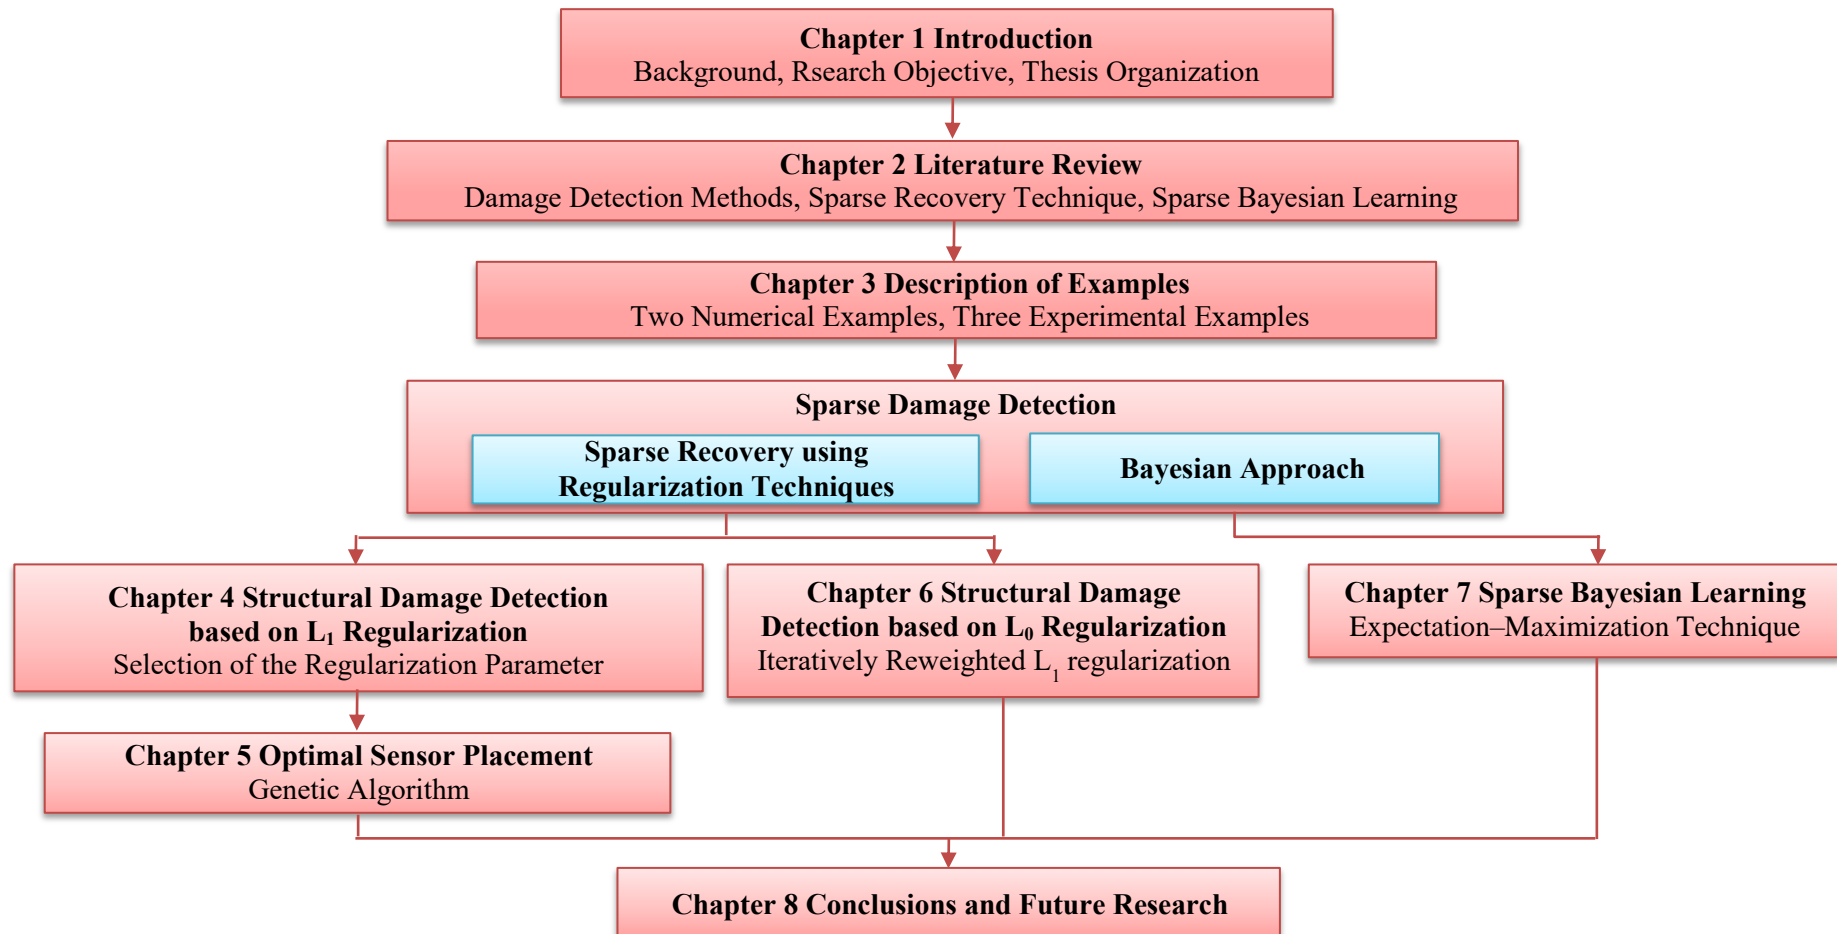 Chapter 1 Introduction
Background, Rsearch Objective, Thesis Organization
Chapter 2 Literature Review
Damage Detection Methods, Sparse Recovery Technique, Sparse Bayesian Learning
Chapter 3 Description of Examples
Two Numerical Examples, Three Experimental Examples
Sparse Damage Detection
Sparse Recovery using
Regularization Techniques
Bayesian Approach
Chapter 4 Structural Damage Detection
based on L₁ Regularization
Selection of the Regularization Parameter
Chapter 6 Structural Damage
Detection based on L₀ Regularization
Iteratively Reweighted L₁ regularization
Chapter 7 Sparse Bayesian Learning
Expectation–Maximization Technique
Chapter 5 Optimal Sensor Placement
Genetic Algorithm
Chapter 8 Conclusions and Future Research